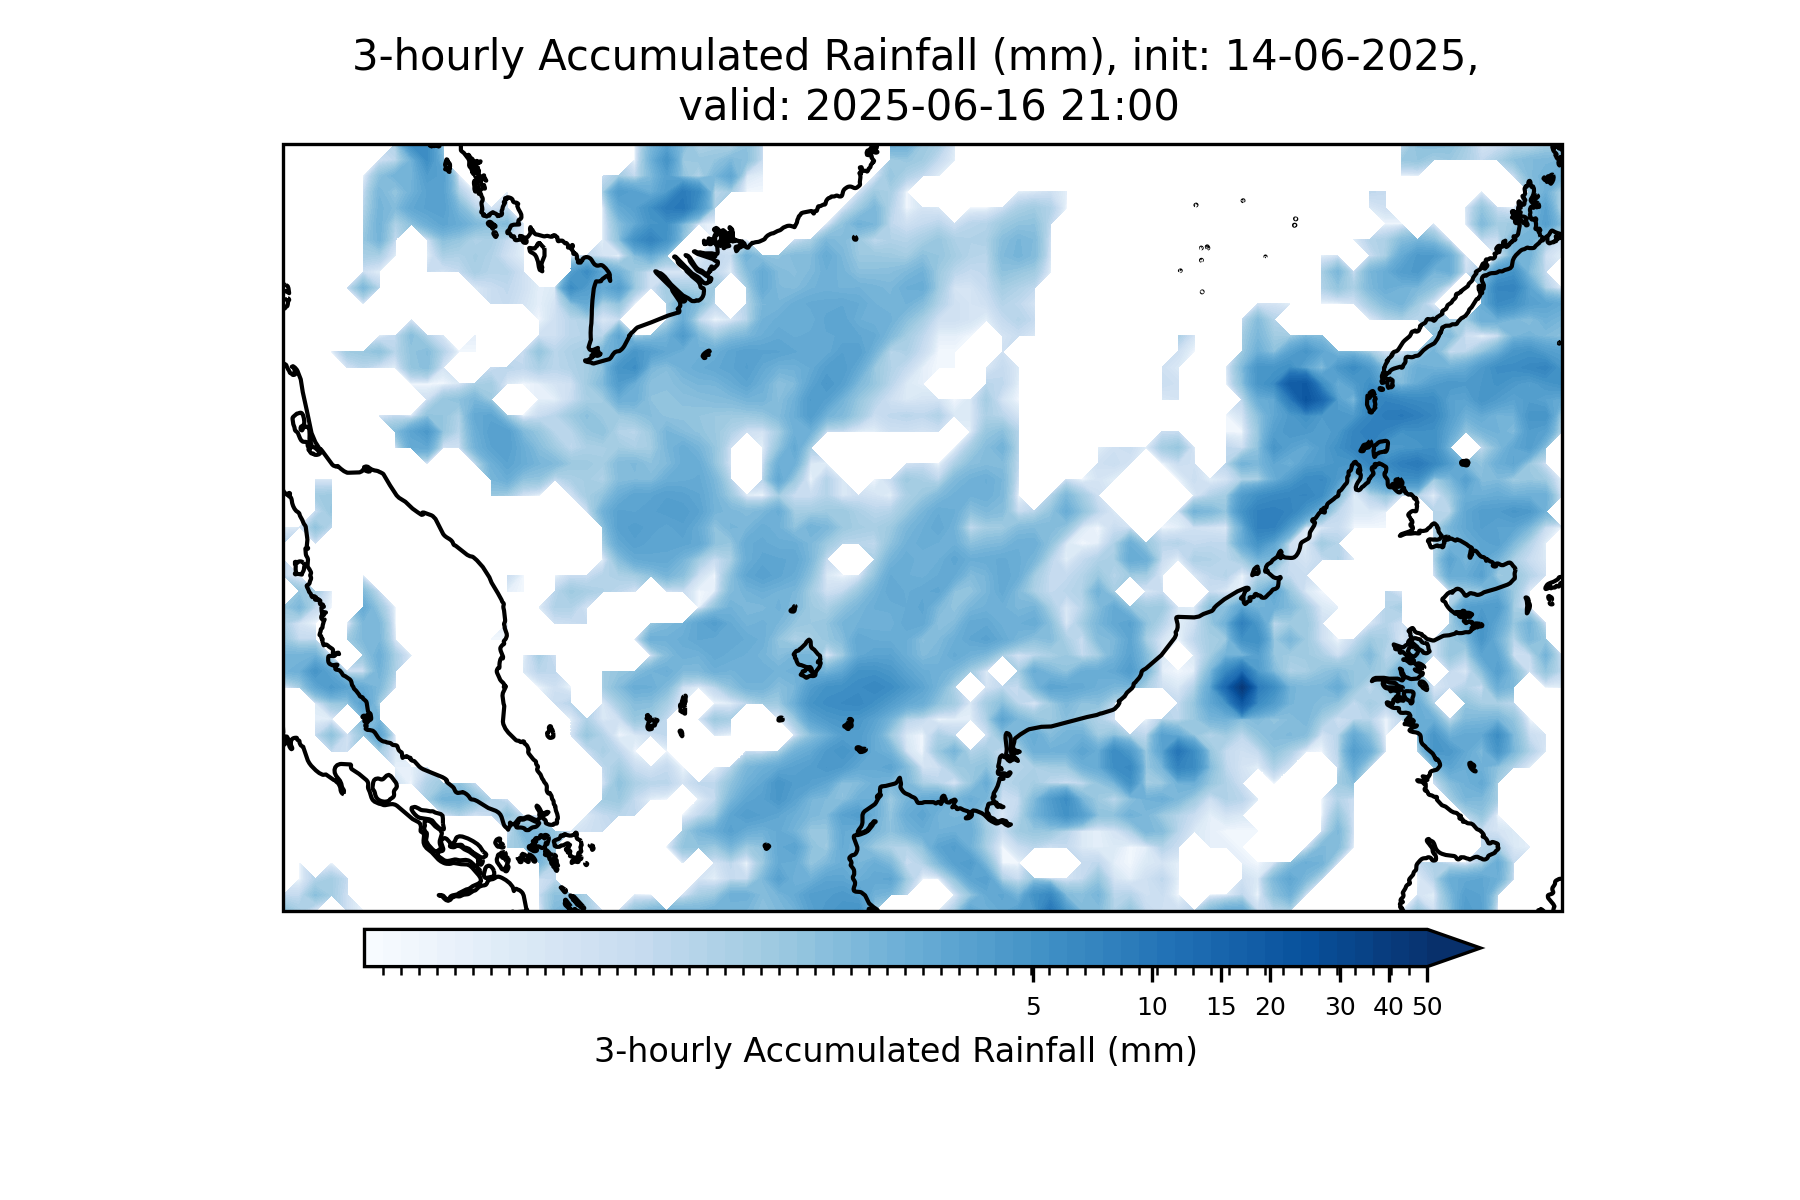 3-hourly Accumulated Rainfall (mm), init: 14-06-2025,
valid: 2025-06-16 21:00
5 10 15 20 30 40 50
3-hourly Accumulated Rainfall (mm)